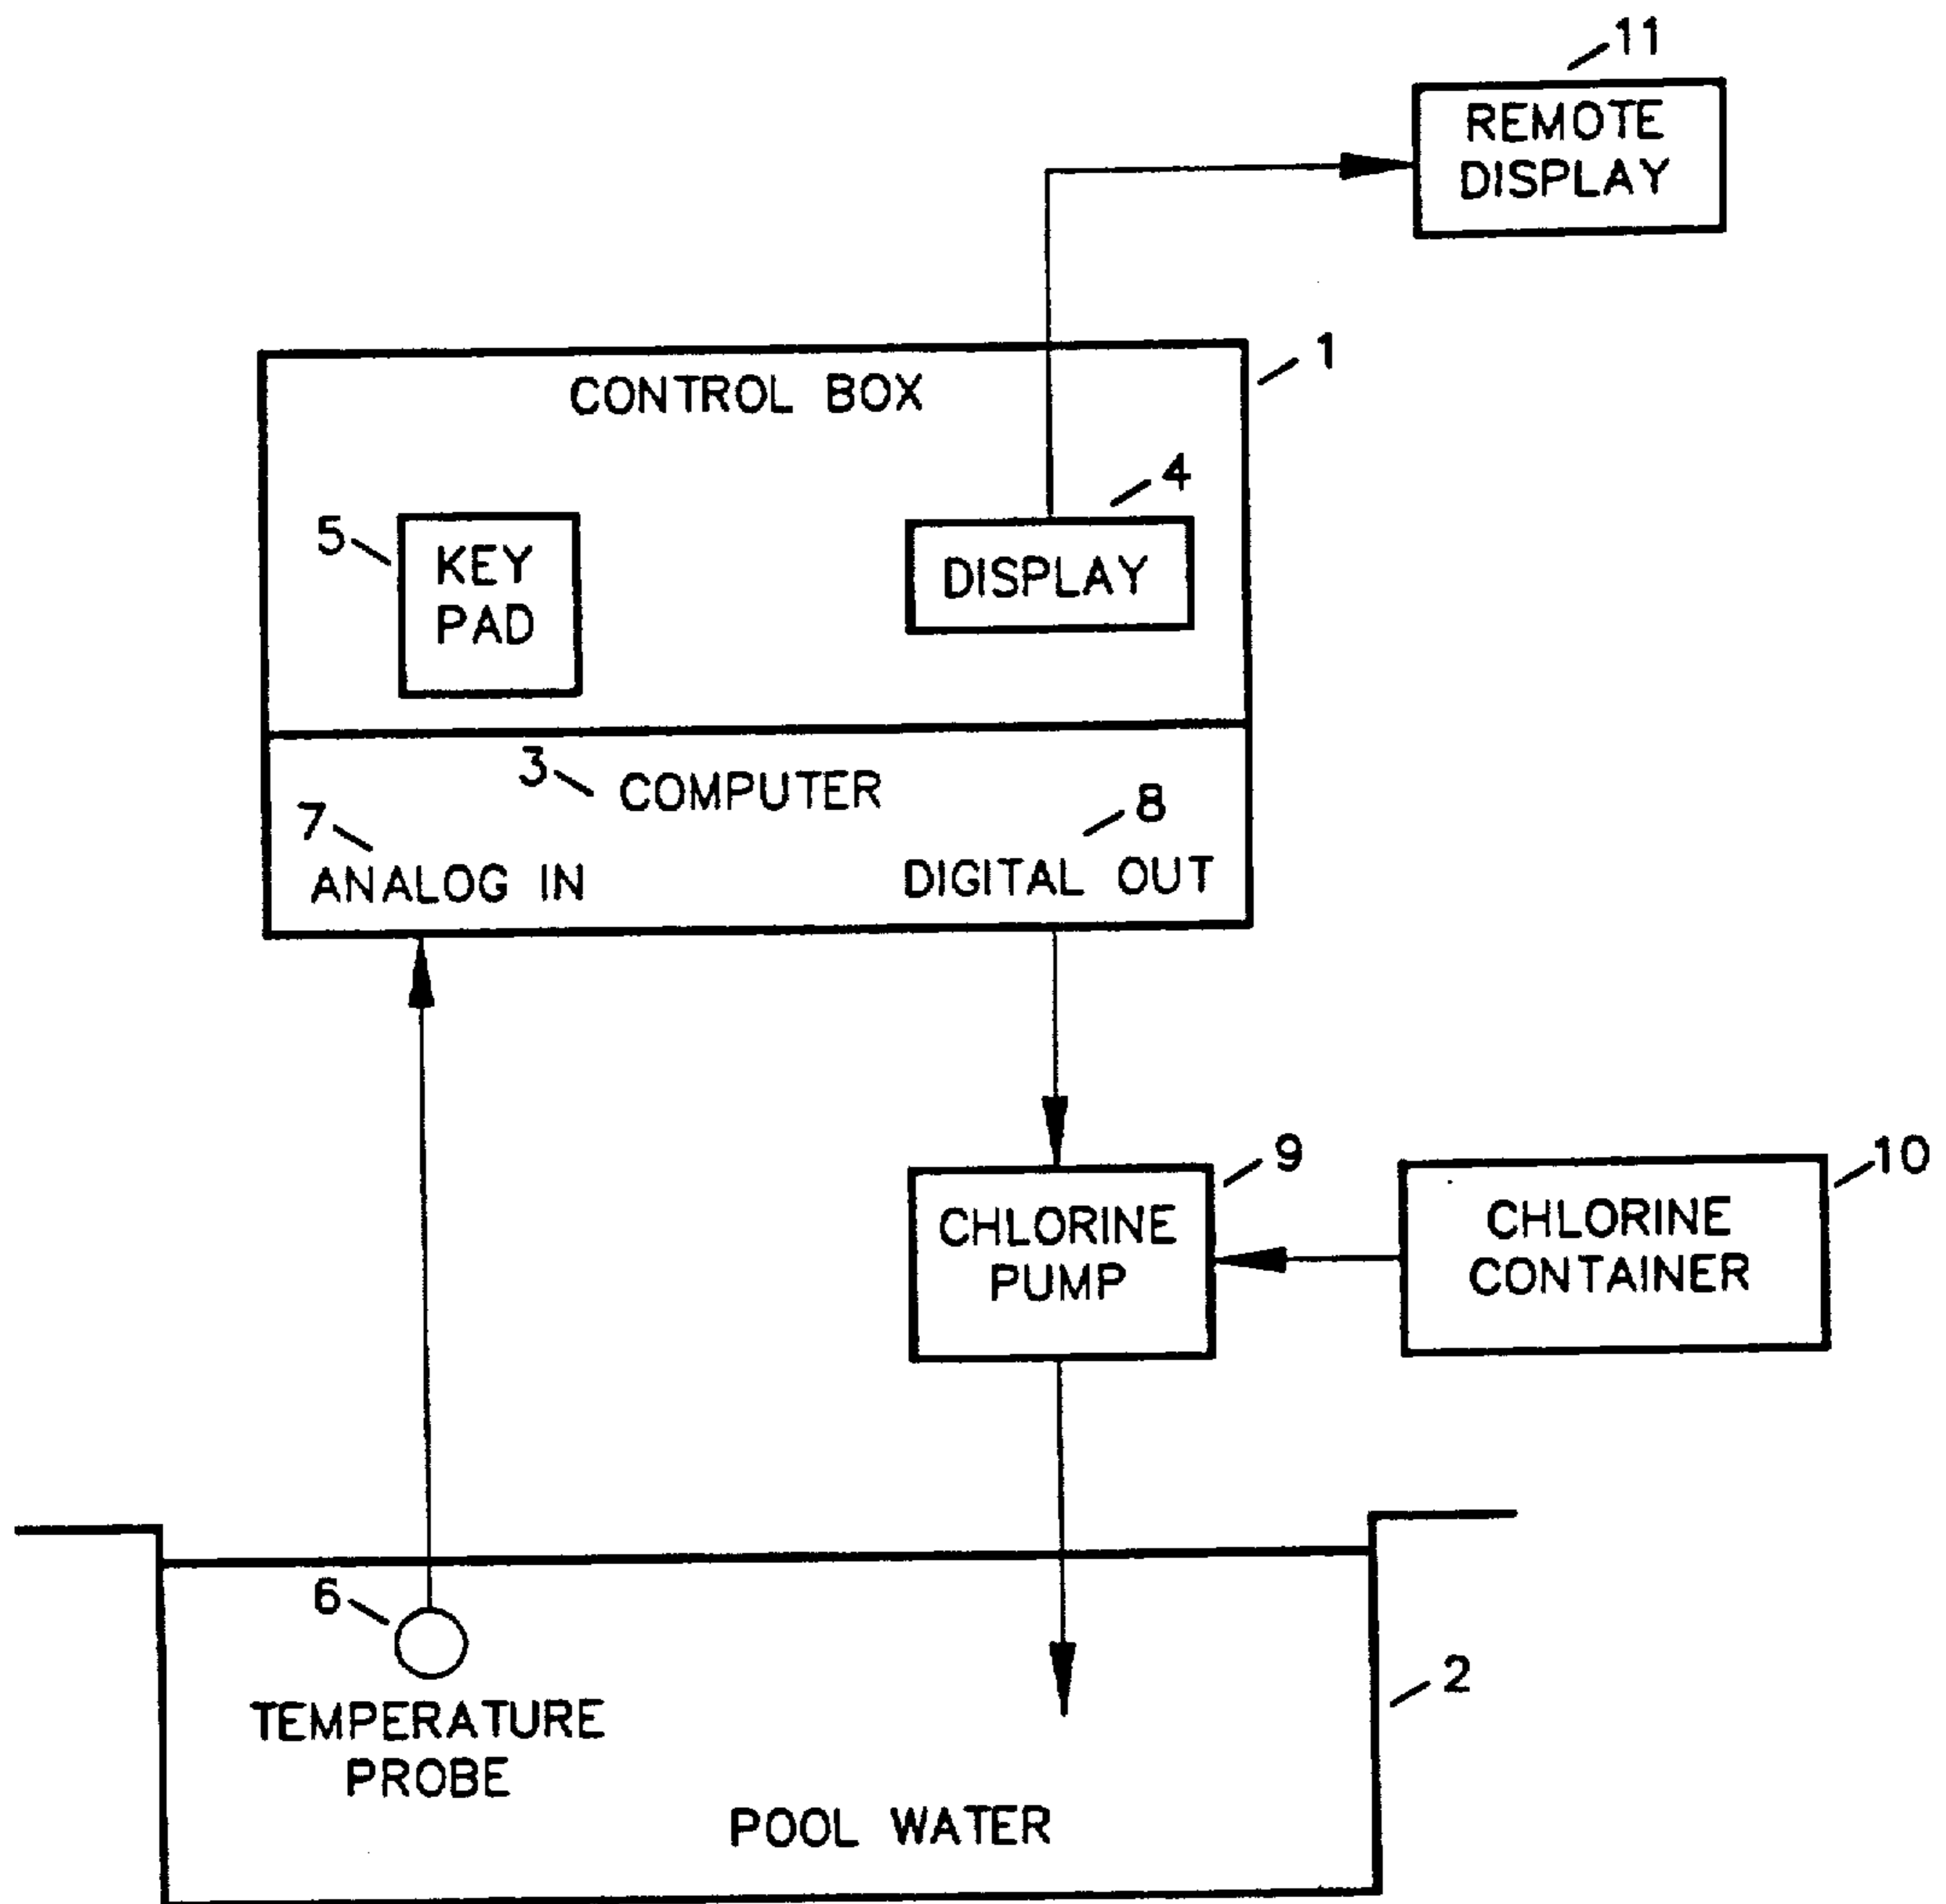 11
REMOTE
DISPLAY
1
CONTROL BOX
4
5
KEY
PAD
DISPLAY
3
COMPUTER
7
8
ANALOG IN
DIGITAL OUT
9
10
CHLORINE
PUMP
CHLORINE
CONTAINER
6
2
TEMPERATURE
PROBE
POOL WATER